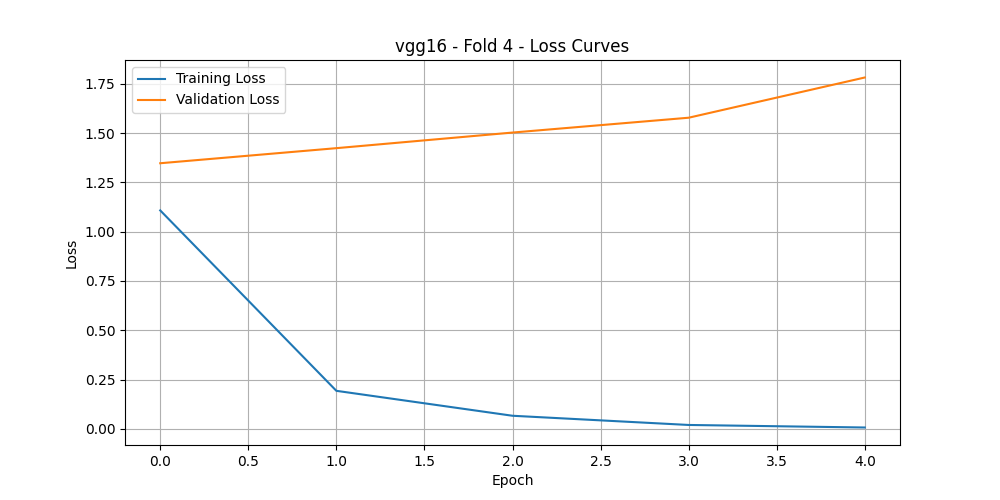 vgg16 - Fold 4 - Loss Curves
Training Loss
Validation Loss
Loss
1.75
1.50
1.25
1.00
0.75
0.50
0.25
0.00
0.0 0.5 1.0 1.5 2.0 2.5 3.0 3.5 4.0
Epoch